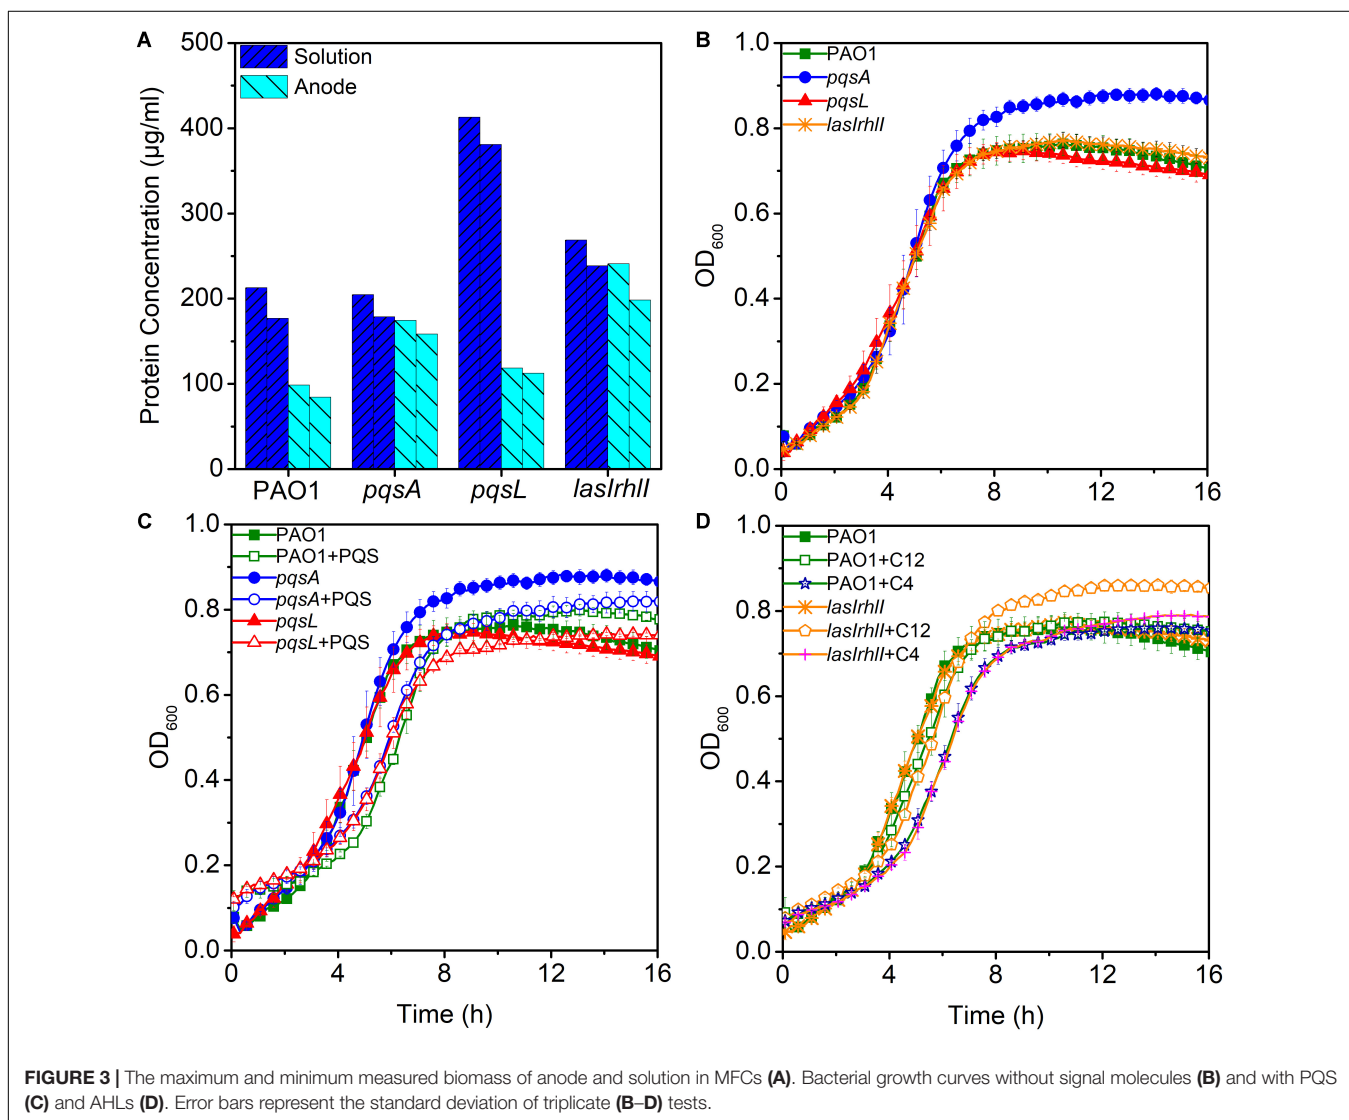 A
500
400
300
200
100
0
Protein Concentration (µg/ml)
Solution
Anode
PAO1 pqsA pqsL lasIrhlI
B
1.0
0.8
0.6
0.4
0.2
0.0
OD600
PAO1
pqsA
pqsL
lasIrhlI
0 4 8 12 16
C
1.0
0.8
0.6
0.4
0.2
0.0
OD600
PAO1
PAO1+PQS
pqsA
pqsA+PQS
pqsL
pqsL+PQS
0 4 8 12 16
Time (h)
D
1.0
0.8
0.6
0.4
0.2
0.0
OD600
PAO1
PAO1+C12
PAO1+C4
lasIrhlI
lasIrhlI+C12
lasIrhlI+C4
0 4 8 12 16
Time (h)
FIGURE 3 | The maximum and minimum measured biomass of anode and solution in MFCs (A). Bacterial growth curves without signal molecules (B) and with PQS
(C) and AHLs (D). Error bars represent the standard deviation of triplicate (B–D) tests.